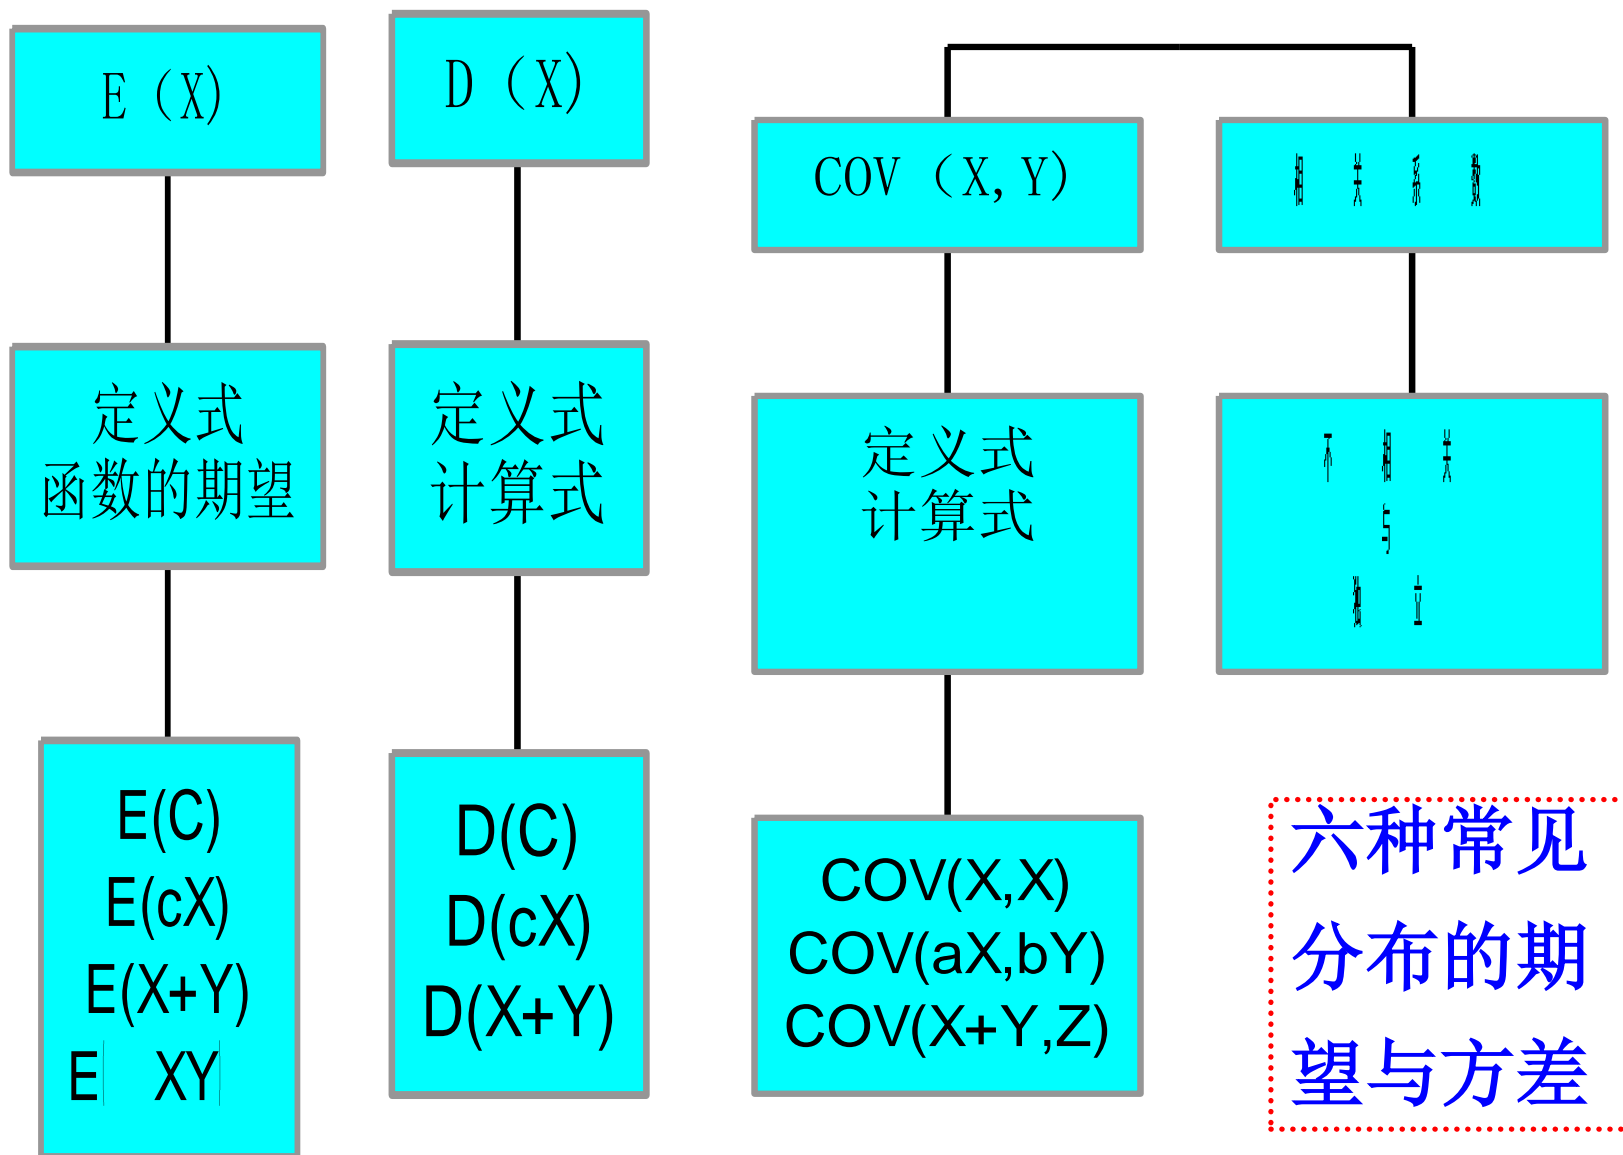 E（X）
定义式
函数的期望
E(C)
E(cX)
E(X+Y)
E XY
D（X）
定义式
计算式
D(C)
D(cX)
D(X+Y)
COV（X,Y）
定义式
计算式
COV(X,X)
COV(aX,bY)
COV(X+Y,Z)
相关系数
不相关
与
独立
六种常见
分布的期
望与方差